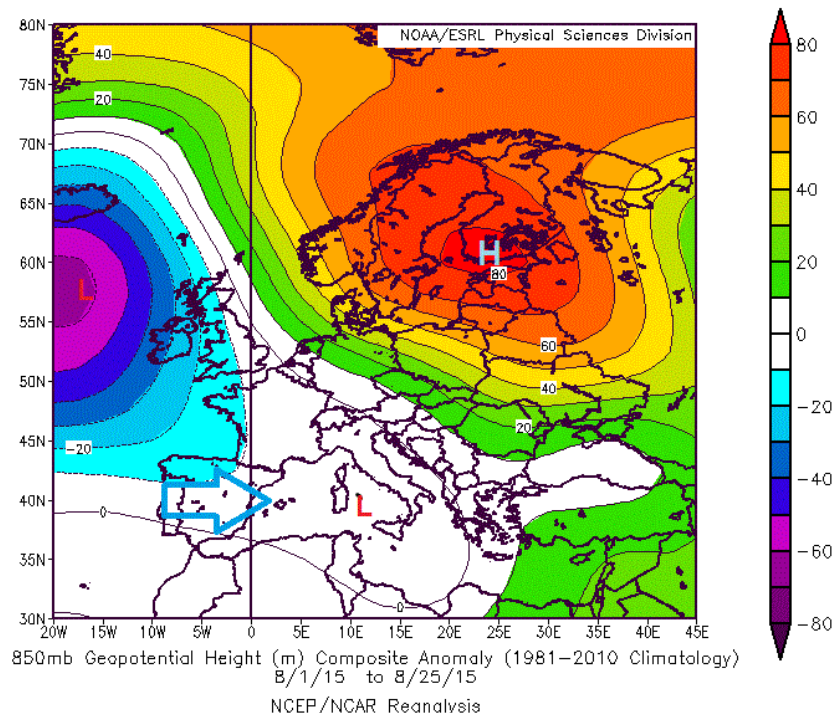 NOAA/ESRL Physical Sciences Division
80N
75N
70N
65N
60N
55N
50N
45N
40N
35N
30N
40
20
-20
0
0
80
60
40
20
H
L
L
20W
15W
10W
5W
0
5E
10E
15E
20E
25E
30E
35E
40E
45E
80
60
40
20
0
-20
-40
-60
-80
850mb Geopotential Height (m) Composite Anomaly (1981-2010 Climatology)
8/1/15 to 8/25/15
NCEP/NCAR Reanalysis